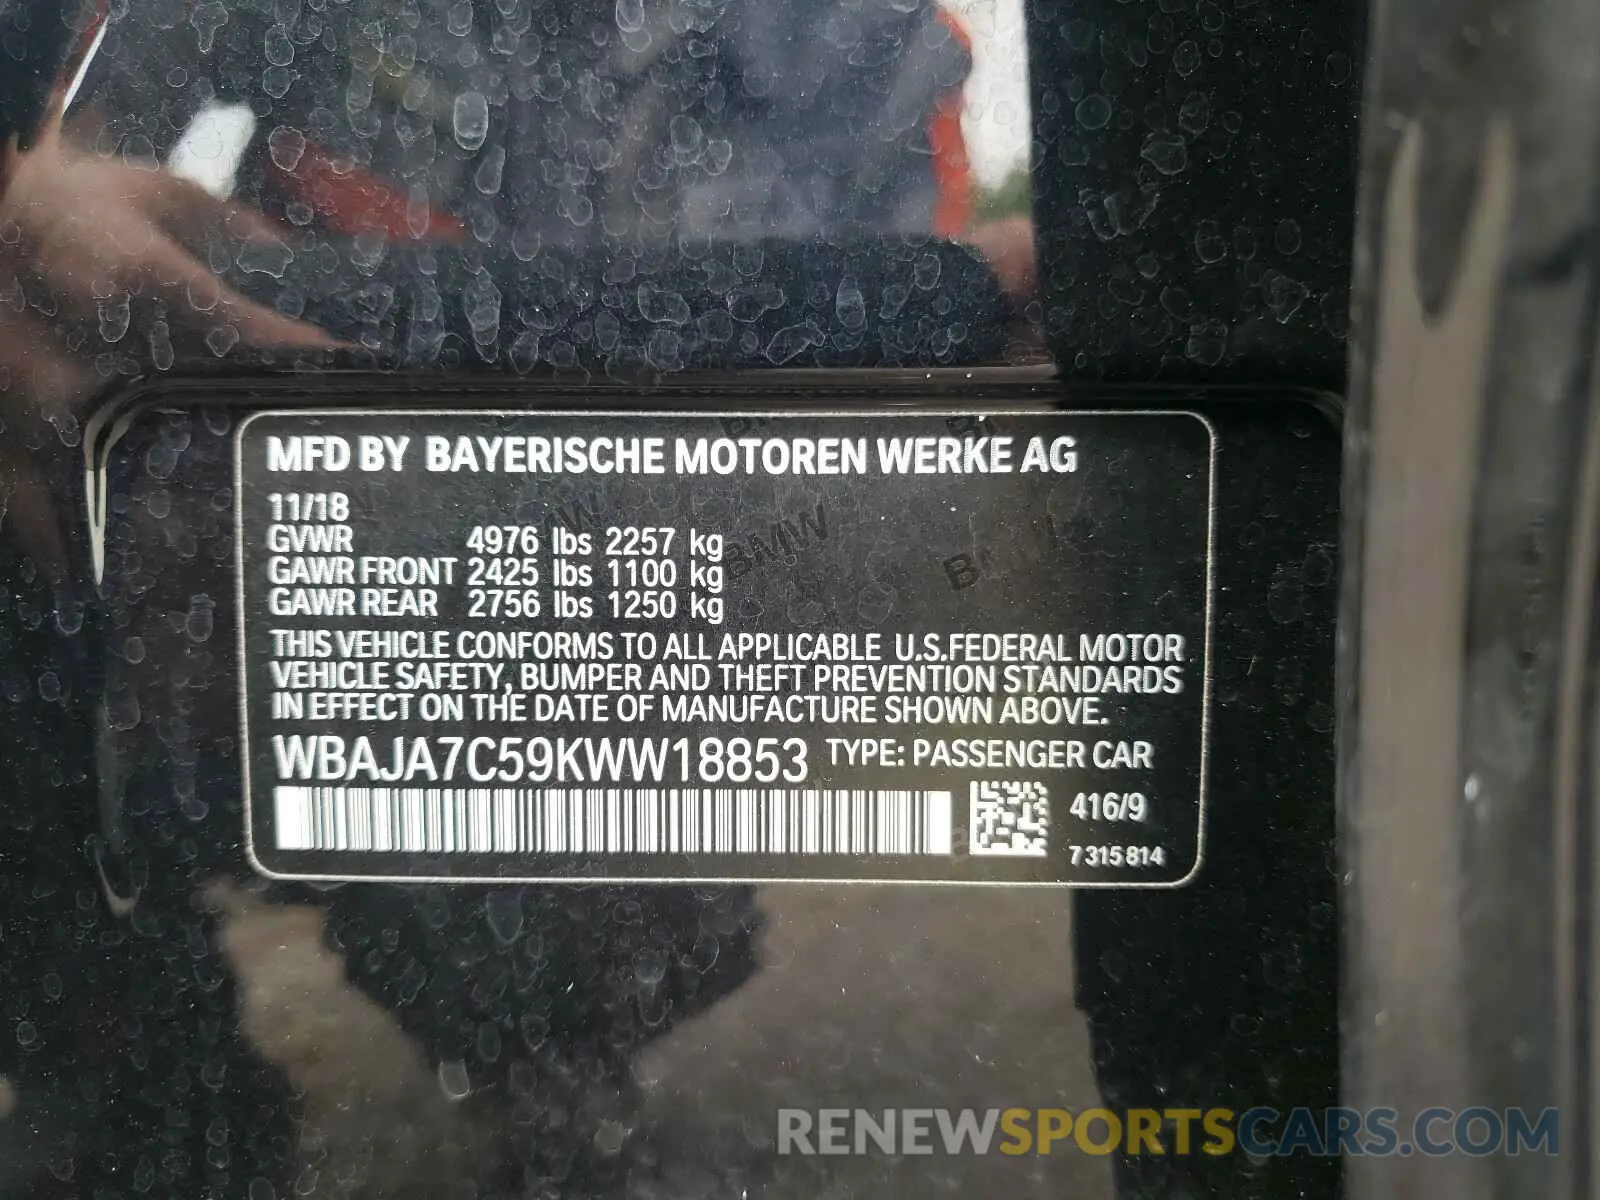 MFD BY BAYERISCHE MOTOREN WERKE AG
11/18
GVWR 4976 lbs 2257 kg
GAWR FRONT 2425 lbs 1100 kg
GAWR REAR 2756 lbs 1250 kg
THIS VEHICLE CONFORMS TO ALL APPLICABLE U.S.FEDERAL MOTOR
VEHICLE SAFETY, BUMPER AND THEFT PREVENTION STANDARDS
IN EFFECT ON THE DATE OF MANUFACTURE SHOWN ABOVE.
WBAJA7C59KWW18853 TYPE: PASSENGER CAR
416/9
7 315 814
BMW
RENEWSPORTSCARS.COM